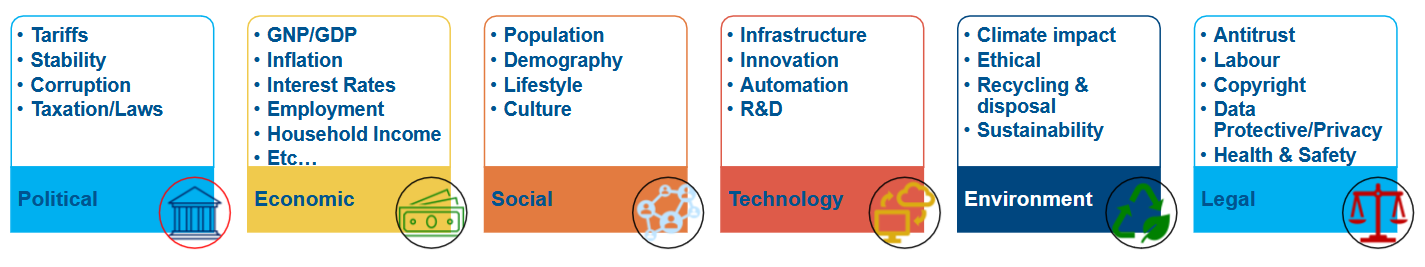 • Tariffs
• Stability
• Corruption
• Taxation/Laws
Political
• GNP/GDP
• Inflation
• Interest Rates
• Employment
• Household Income
• Etc…
Economic
• Population
• Demography
• Lifestyle
• Culture
Social
• Infrastructure
• Innovation
• Automation
• R&D
Technology
• Climate impact
• Ethical
• Recycling &
disposal
• Sustainability
Environment
• Antitrust
• Labour
• Copyright
• Data
Protective/Privacy
• Health & Safety
Legal